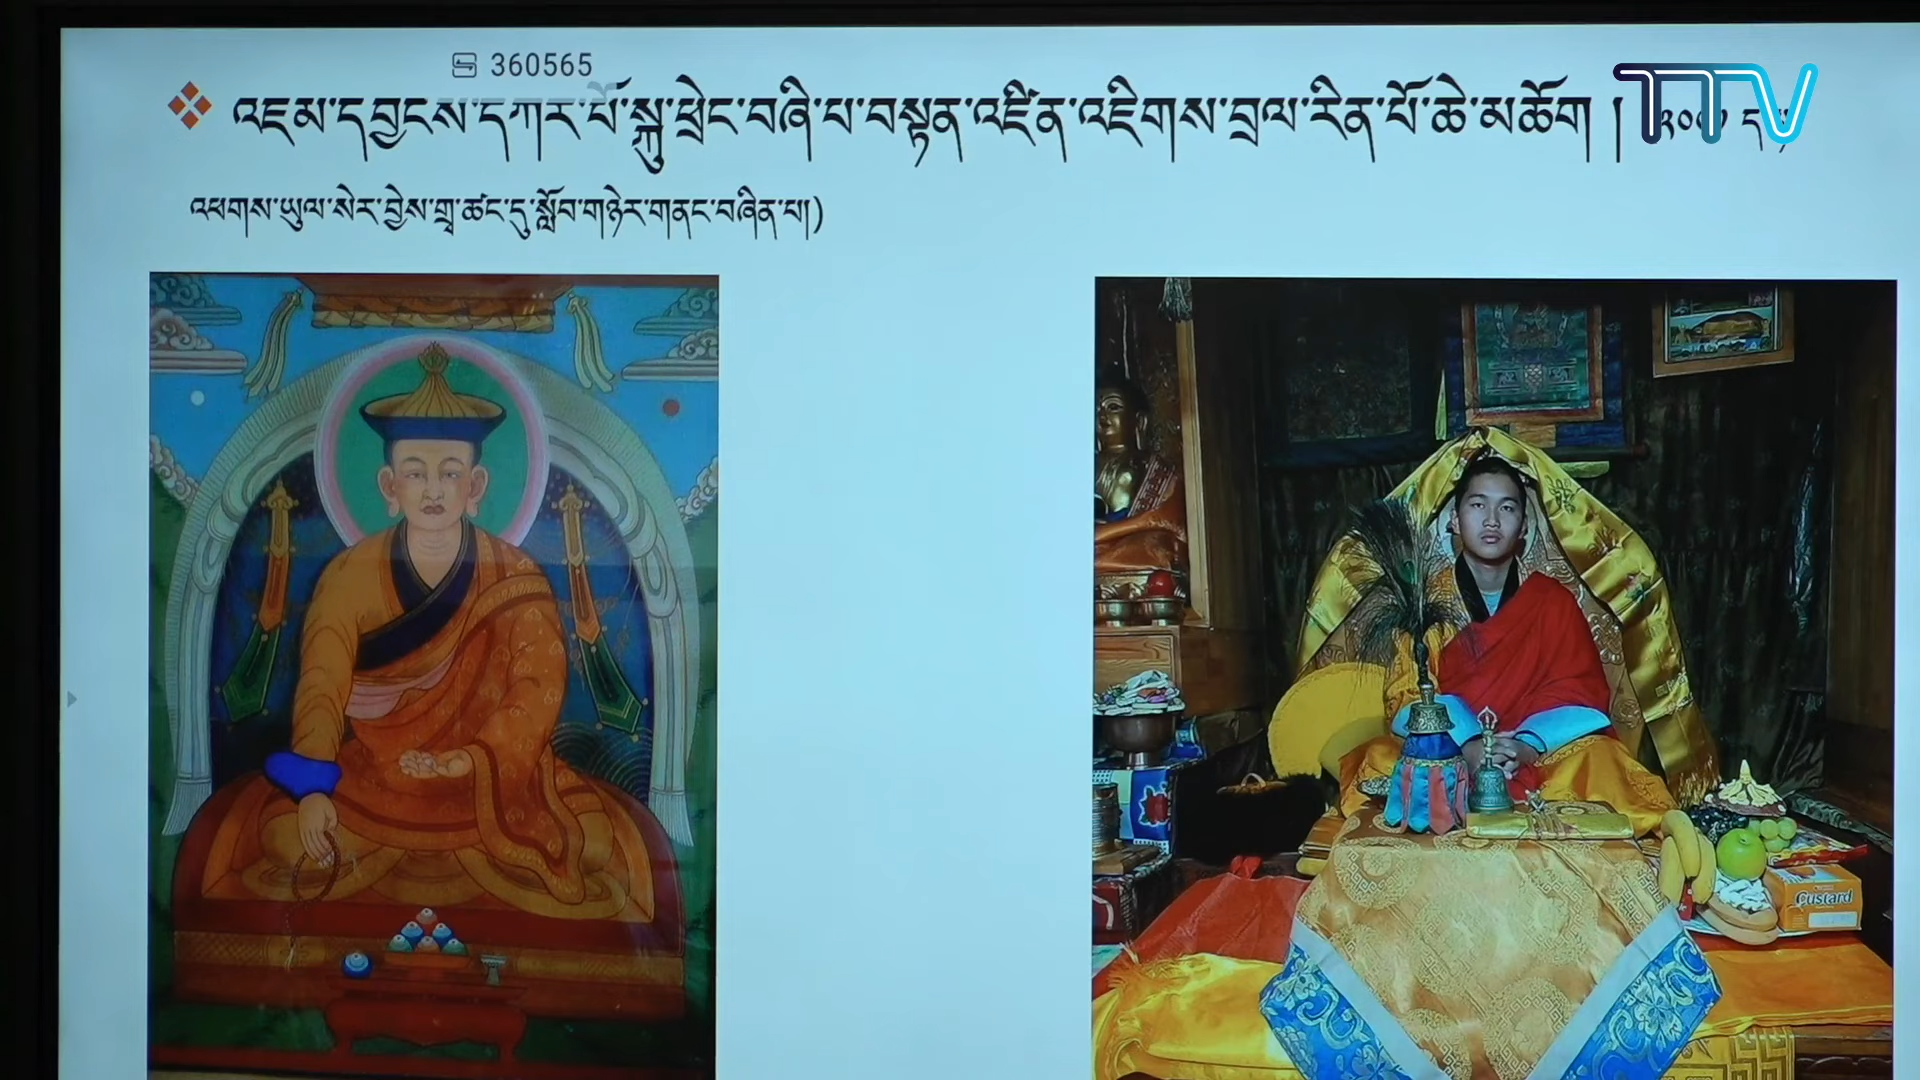 360565
TTV
འཇམ་དབྱངས་དཀར་པོ་སྐུ་ཕྲེང་བཞི་པ་བསྟན་འཛིན་འཇིགས་བྲལ་རིན་པོ་ཆེ་མཆོག །
འཕགས་ཡུལ་སེར་བྱེས་གྲྭ་ཚང་དུ་སློབ་གཉེར་གནང་བཞིན་པ།)
Custard